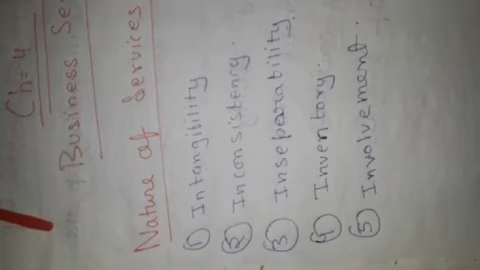 Ch=4
Business Se
Nature of Services
① Intangibility
② Inconsistency.
③ Inseparability
④ Inventory.
⑤ Involvement.